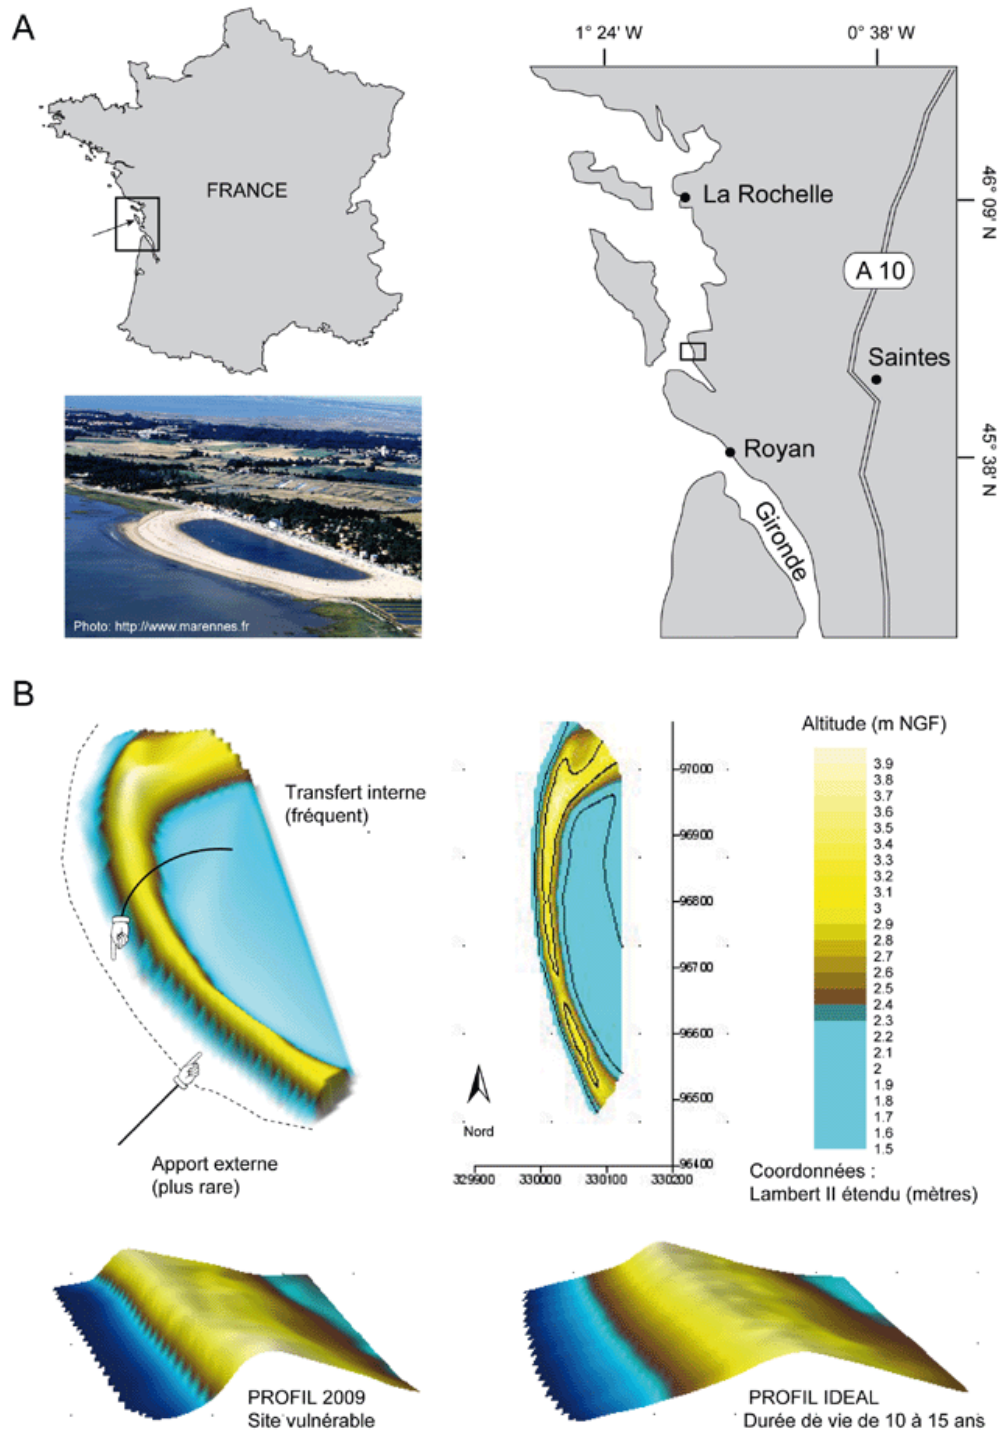 A
1° 24' W
0° 38' W
FRANCE
La Rochelle
46° 09' N
A 10
Saintes
Royan
45° 38' N
Gironde
Photo: http://www.marennes.fr
B
Transfert interne
(fréquent)
Apport externe
(plus rare)
Altitude (m NGF)
3.9
3.8
3.7
3.6
3.5
3.4
3.3
3.2
3.1
3
2.9
2.8
2.7
2.6
2.5
2.4
2.3
2.2
2.1
2
1.9
1.8
1.7
1.6
1.5
97000
96900
96800
96700
96600
96500
96400
Nord
329900 330000 330100 330200
Coordonnées :
Lambert II étendu (mètres)
PROFIL 2009
Site vulnérable
PROFIL IDEAL
Durée de vie de 10 à 15 ans